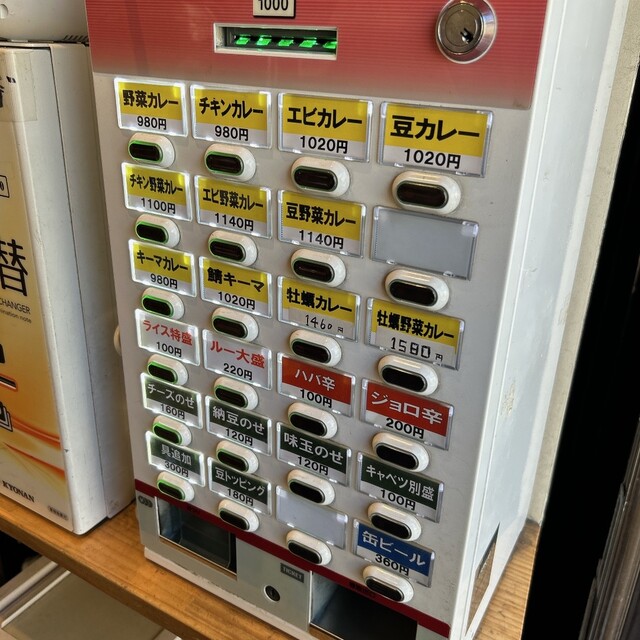 1000
野菜カレー
980円
チキンカレー
980円
エビカレー
1020円
豆カレー
1020円
チキン野菜カレー
1100円
エビ野菜カレー
1140円
豆野菜カレー
1140円
キーマカレー
980円
鯖キーマ
1020円
牡蠣カレー
1460円
牡蠣野菜カレー
1580円
ライス特盛
100円
ルー大盛
220円
ハバ辛
100円
ジョロ辛
200円
チーズのせ
160円
納豆のせ
120円
味玉のせ
120円
キャベツ別盛
100円
具追加
300円
豆トッピング
180円
缶ビール
360円
替
CHANGER
KYOHAN